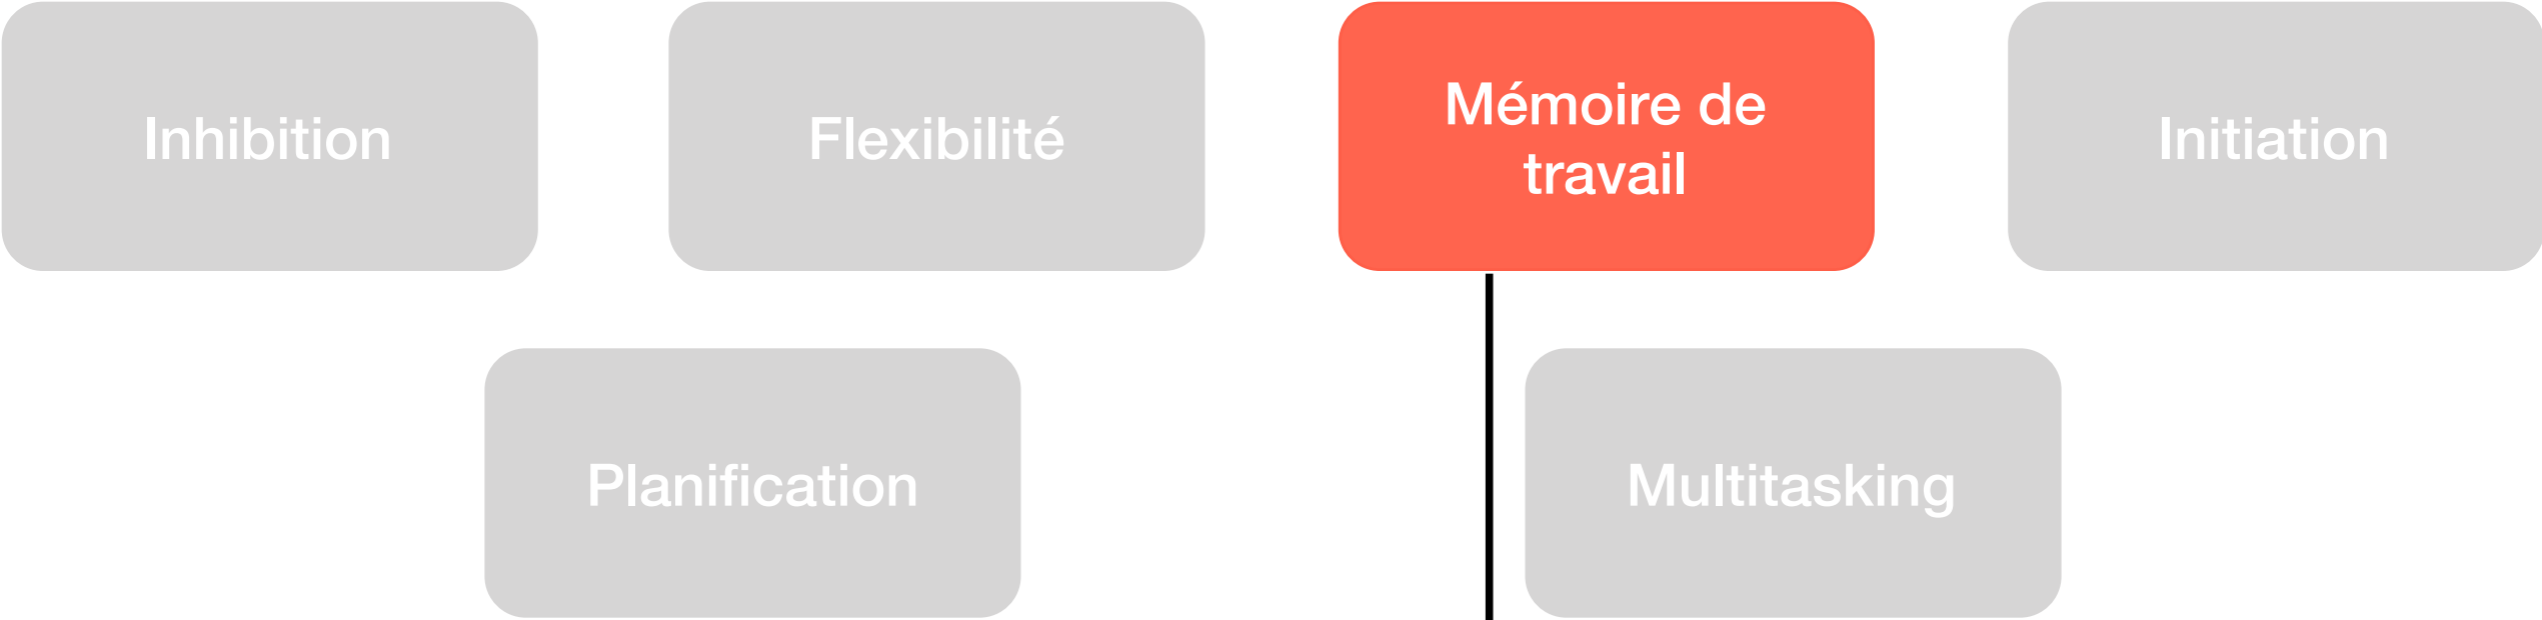 Inhibition
Flexibilité
Mémoire de
travail
Initiation
Planification
Multitasking